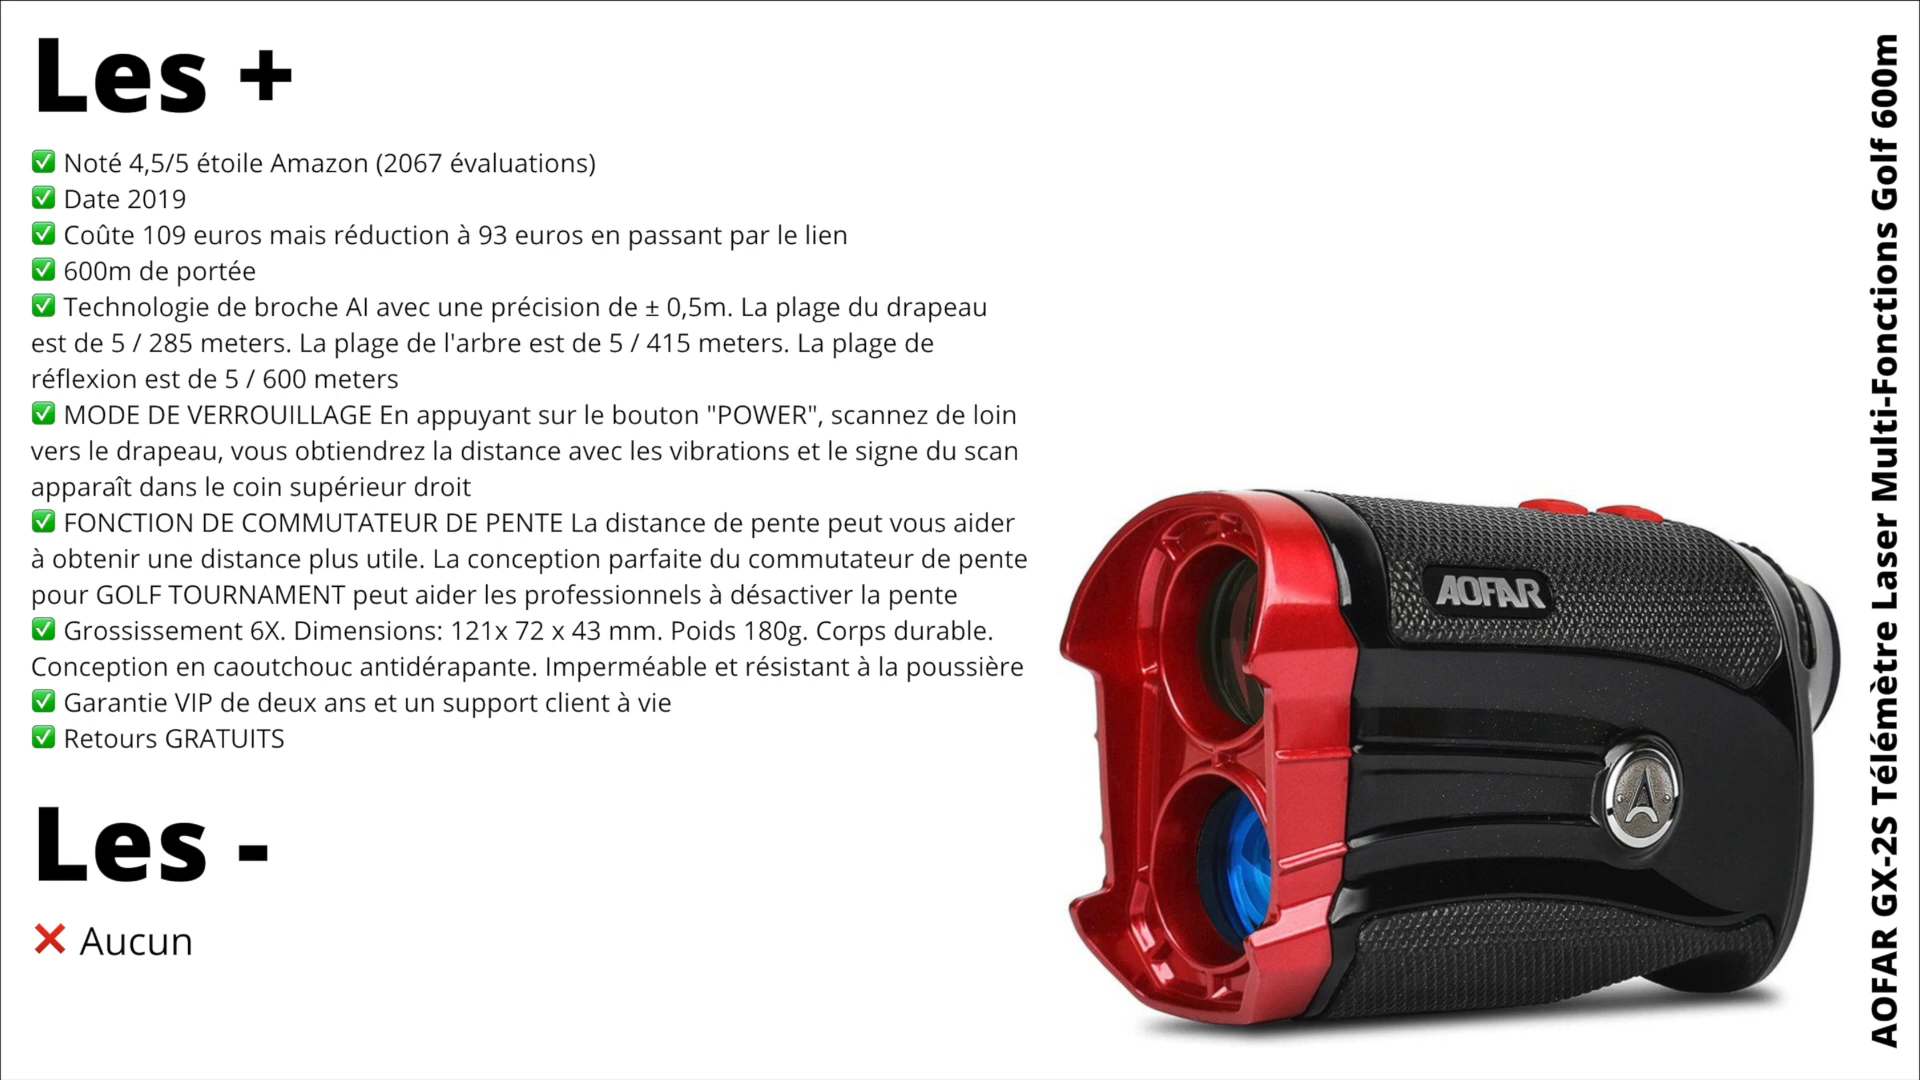 Les +
✅ Noté 4,5/5 étoile Amazon (2067 évaluations)
✅ Date 2019
✅ Coûte 109 euros mais réduction à 93 euros en passant par le lien
✅ 600m de portée
✅ Technologie de broche AI avec une précision de ± 0,5m. La plage du drapeau
est de 5 / 285 meters. La plage de l'arbre est de 5 / 415 meters. La plage de
réflexion est de 5 / 600 meters
✅ MODE DE VERROUILLAGE En appuyant sur le bouton "POWER", scannez de loin
vers le drapeau, vous obtiendrez la distance avec les vibrations et le signe du scan
apparaît dans le coin supérieur droit
✅ FONCTION DE COMMUTATEUR DE PENTE La distance de pente peut vous aider
à obtenir une distance plus utile. La conception parfaite du commutateur de pente
pour GOLF TOURNAMENT peut aider les professionnels à désactiver la pente
✅ Grossissement 6X. Dimensions: 121x 72 x 43 mm. Poids 180g. Corps durable.
Conception en caoutchouc antidérapante. Imperméable et résistant à la poussière
✅ Garantie VIP de deux ans et un support client à vie
✅ Retours GRATUITS
Les -
❌ Aucun
AOFAR
AOFAR GX-2S Télémètre Laser Multi-Fonctions Golf 600m